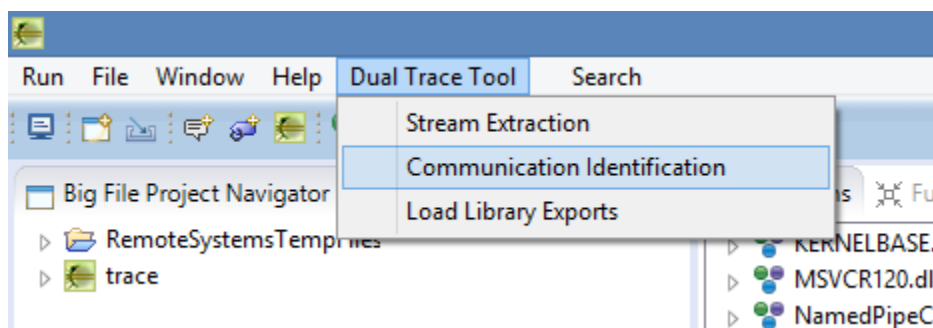 Run File Window Help Dual Trace Tool Search
Stream Extraction
Communication Identification
Load Library Exports
Big File Project Navigator
RemoteSystemsTemp
trace
KERNELBASE.
MSVCR120.dl
NamedPipeC